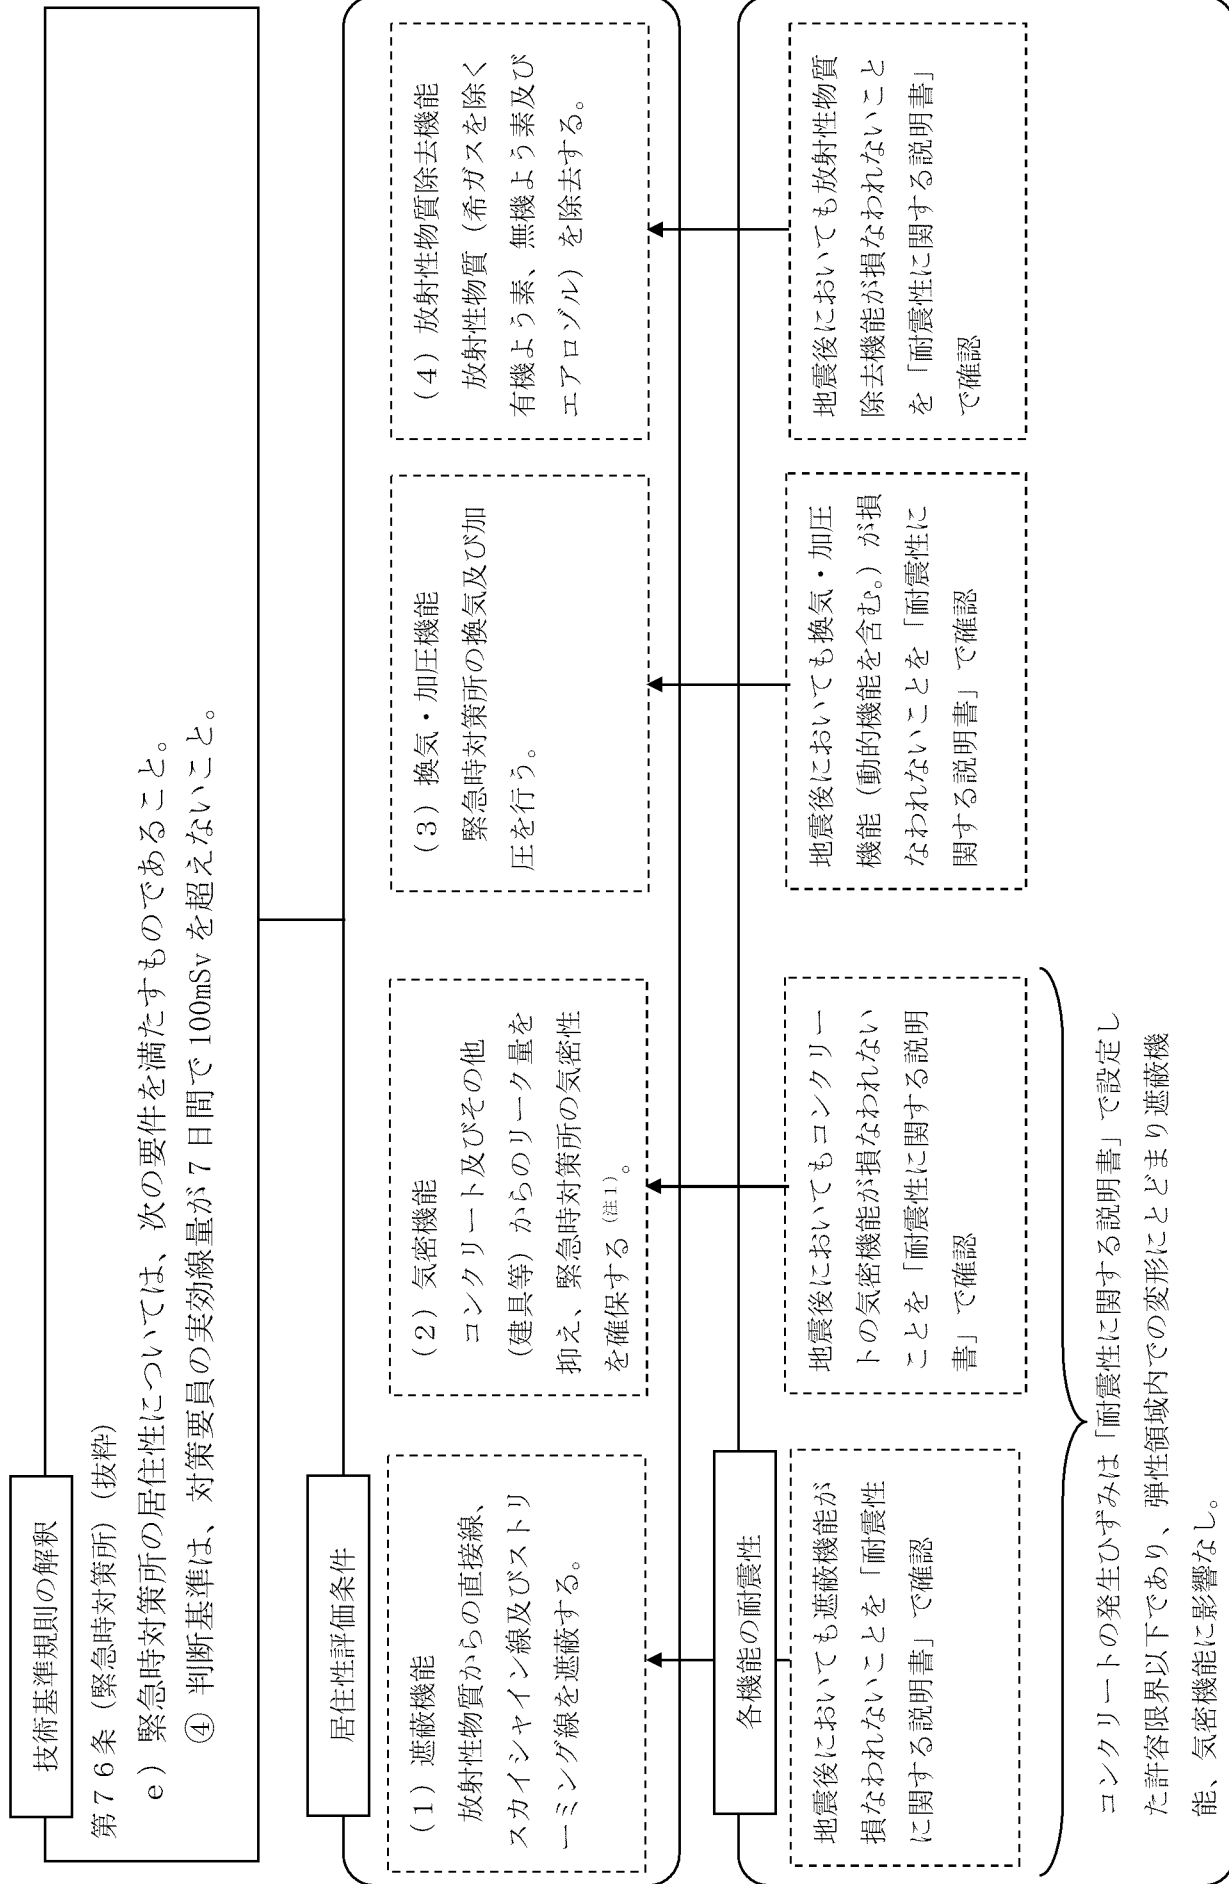 技術基準規則の解釈
第76条（緊急時対策所）（抜粋）
e）緊急時対策所の居住性については、次の要件を満たすものであること。
④ 判断基準は、対策要員の実効線量が7日間で100mSvを超えないこと。
居住性評価条件
(1) 遮蔽機能
放射性物質からの直接線、
スカイシャイン線及びストリ
ーミング線を遮蔽する。
(2) 気密機能
コンクリート及びその他
(建具等) からのリーク量を
抑え、緊急時対策所の気密性
を確保する（注1）。
(3) 換気・加圧機能
緊急時対策所の換気及び加
圧を行う。
(4) 放射性物質除去機能
放射性物質（希ガスを除く
有機よう素、無機よう素及び
エアロゾル）を除去する。
各機能の耐震性
地震後においても遮蔽機能が
損なわれないことを「耐震性
に関する説明書」で確認
地震後においてもコンクリー
トの気密機能が損なわれない
ことを「耐震性に関する説明
書」で確認
地震後においても換気・加圧
機能（動的機能を含む。）が損
なわれないことを「耐震性に
関する説明書」で確認
地震後においても放射性物質
除去機能が損なわれないこと
を「耐震性に関する説明書」
で確認
コンクリートの発生ひずみは「耐震性に関する説明書」で設定し
た許容限界以下であり、弾性領域内での変形にとどまり遮蔽機
能、気密機能に影響なし。